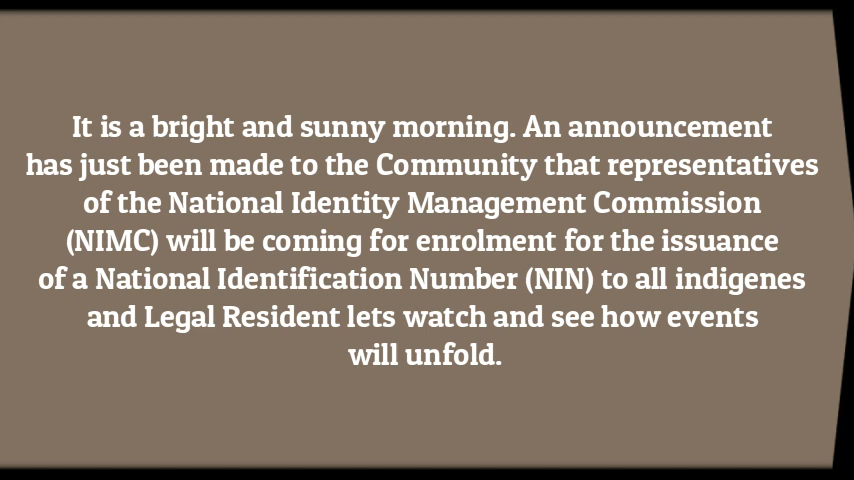 It is a bright and sunny morning. An announcement
has just been made to the Community that representatives
of the National Identity Management Commission
(NIMC) will be coming for enrolment for the issuance
of a National Identification Number (NIN) to all indigenes
and Legal Resident lets watch and see how events
will unfold.